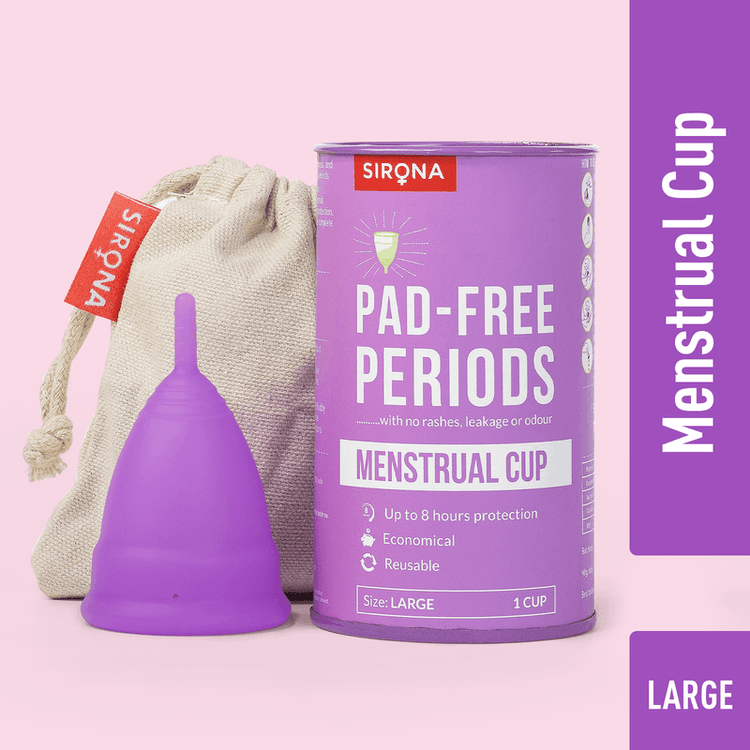 SIRONA
SIRONA
PAD-FREE
PERIODS
..........with no rashes, leakage or odour
MENSTRUAL CUP
8
Up to 8 hours protection
Economical
Reusable
Size: LARGE
1 CUP
Menstrual Cup
LARGE